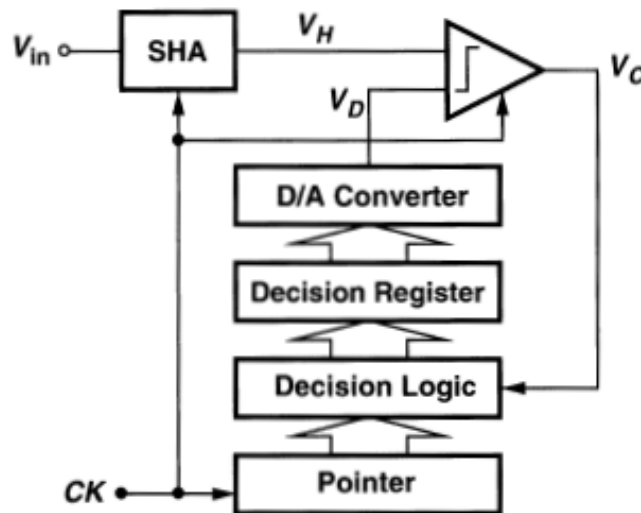 V_in
SHA
V_H
V_C
V_D
D/A Converter
Decision Register
Decision Logic
CK
Pointer